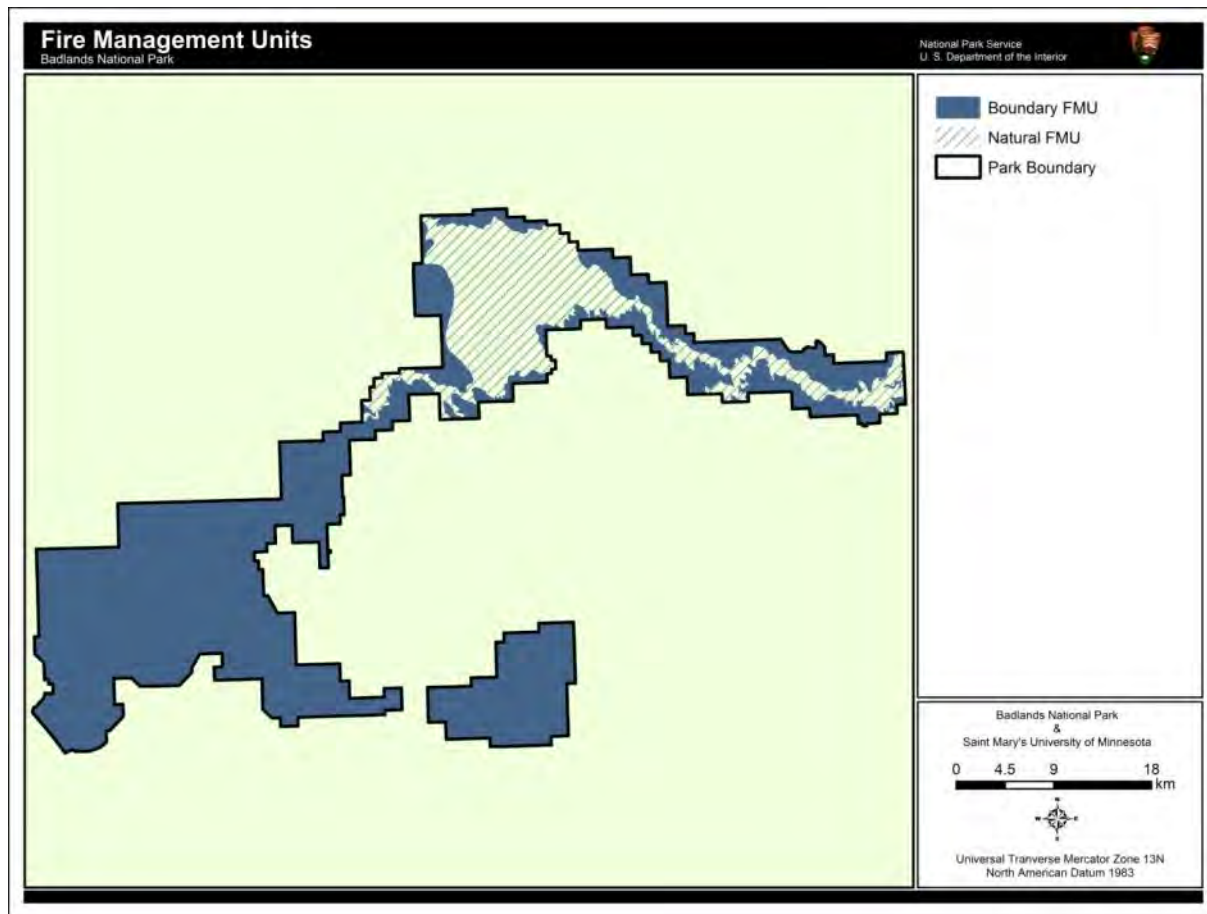 Fire Management Units
Badlands National Park
National Park Service
U. S. Department of the Interior
Boundary FMU
Natural FMU
Park Boundary
Badlands National Park
&
Saint Mary's University of Minnesota
0 4.5 9 18
km
N
W E
S
Universal Tranverse Mercator Zone 13N
North American Datum 1983